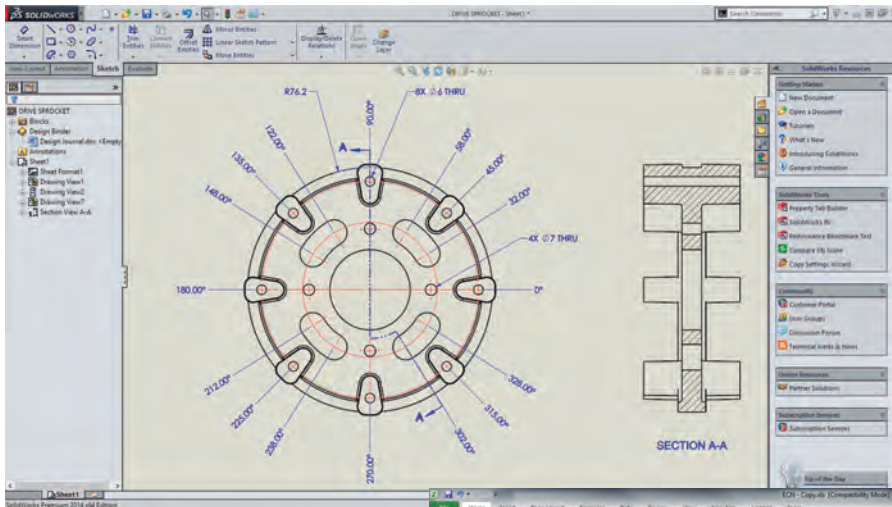 SOLIDWORKS
DRIVE SPROCKET - Sheet1 *
Search Commands
Smart Dimension
Trim Entities
Convert Entities
Offset Entities
Mirror Entities
Linear Sketch Pattern
Move Entities
Display/Delete Relations
Quick Snaps
Change Layer
View Layout
Annotation
Sketch
Evaluate
DRIVE SPROCKET
Blocks
Design Binder
Design Journal.doc <Empty
Annotations
Sheet1
Sheet Format1
Drawing View1
Drawing View2
Drawing View7
Section View A-A
R76.2
8X ∅6 THRU
90.00°
A
122.00°
135.00°
148.00°
58.00°
45.00°
32.00°
4X ∅7 THRU
180.00°
0°
212.00°
225.00°
238.00°
270.00°
A
302.00°
315.00°
328.00°
SECTION A-A
SolidWorks Resources
Getting Started
New Document
Open a Document
Tutorials
What's New
Introducing SolidWorks
General Information
SolidWorks Tools
Property Tab Builder
SolidWorks Rx
Performance Benchmark Test
Compare My Score
Copy Settings Wizard
Community
Customer Portal
User Groups
Discussion Forum
Technical Alerts & News
Online Resources
Partner Solutions
Subscription Services
Subscription Services
Tip of the Day
Sheet1
SolidWorks Premium 2014 x64 Edition
ECN - Copy.xls [Compatibility Mode]